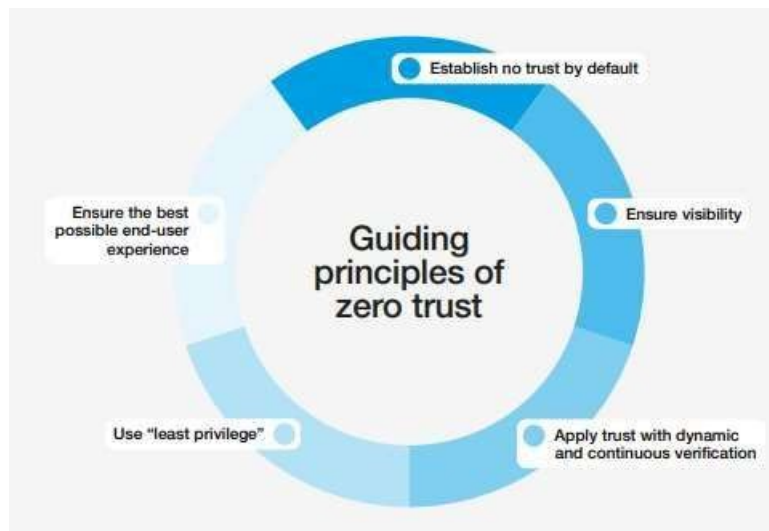 Establish no trust by default
Ensure visibility
Apply trust with dynamic
and continuous verification
Use “least privilege”
Ensure the best
possible end-user
experience
Guiding
principles of
zero trust